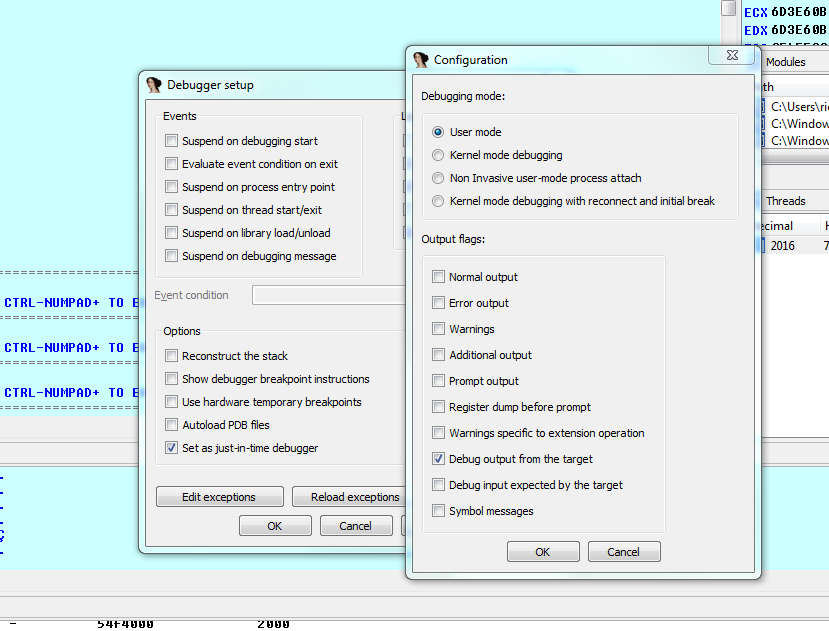 ECX 6D3E60B
EDX 6D3E60B
Modules
C:\Users\ri
C:\Window
C:\Window
Threads
2016
Debugger setup
Events
Suspend on debugging start
Evaluate event condition on exit
Suspend on process entry point
Suspend on thread start/exit
Suspend on library load/unload
Suspend on debugging message
Event condition
Options
Reconstruct the stack
Show debugger breakpoint instructions
Use hardware temporary breakpoints
Autoload PDB files
Set as just-in-time debugger
Edit exceptions
Reload exceptions
OK
Cancel
Configuration
Debugging mode:
User mode
Kernel mode debugging
Non Invasive user-mode process attach
Kernel mode debugging with reconnect and initial break
Output flags:
Normal output
Error output
Warnings
Additional output
Prompt output
Register dump before prompt
Warnings specific to extension operation
Debug output from the target
Debug input expected by the target
Symbol messages
OK
Cancel
CTRL-NUMPAD+ TO E
CTRL-NUMPAD+ TO E
CTRL-NUMPAD+ TO E
54F4000 2000